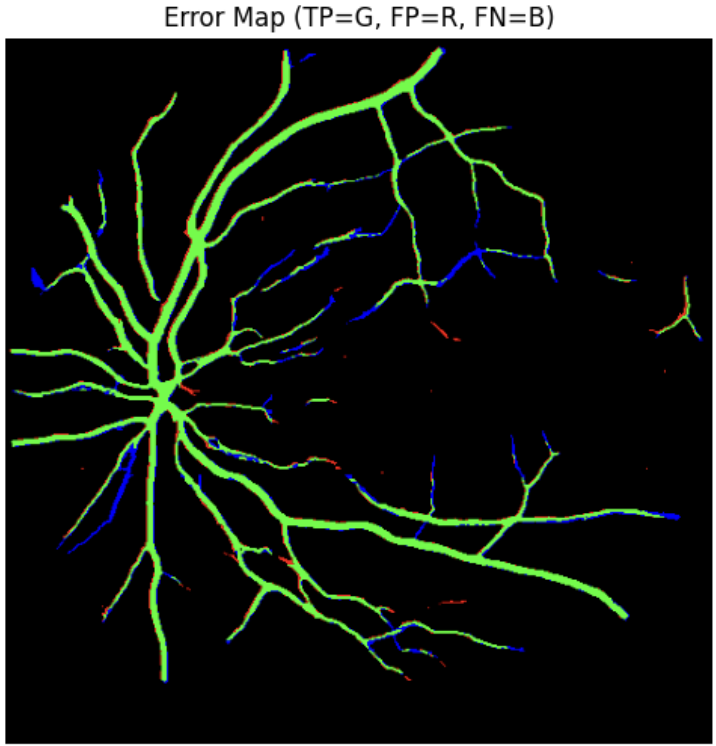 Error Map (TP=G, FP=R, FN=B)